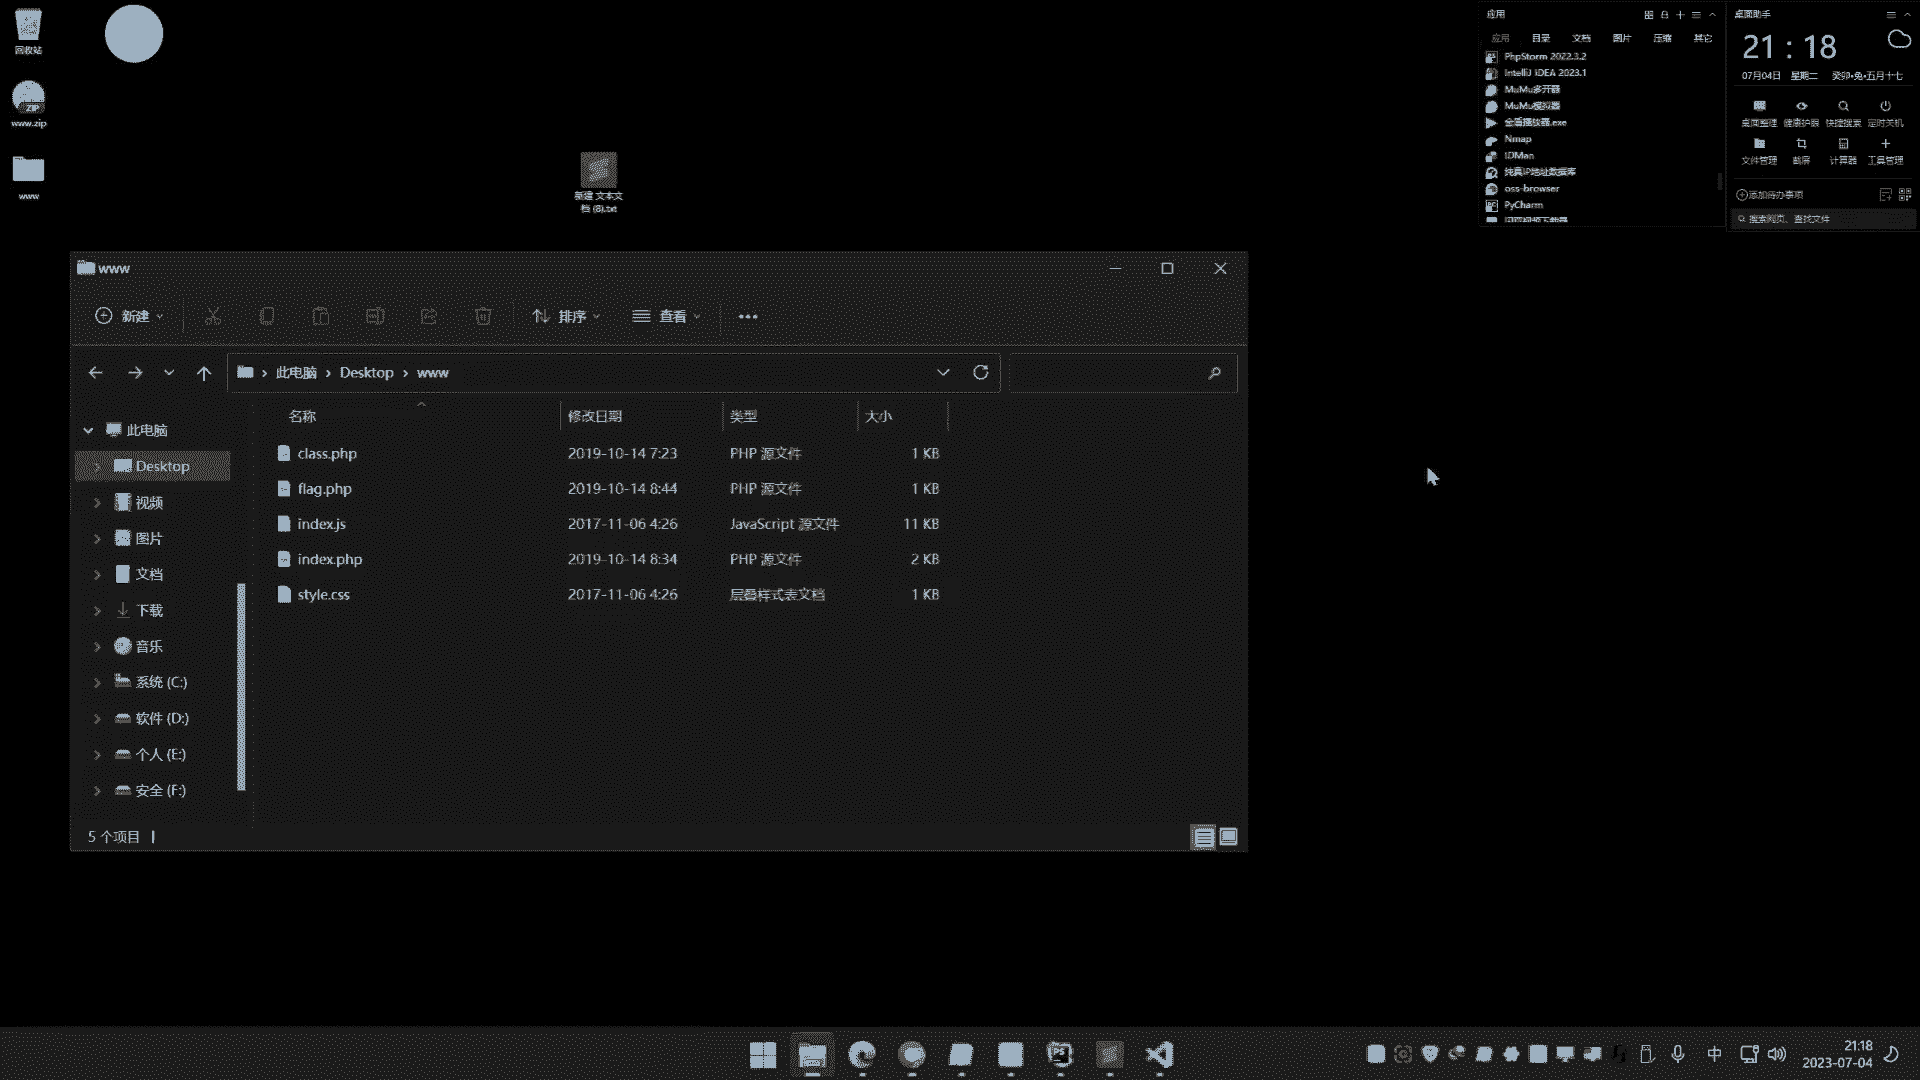 回收站
www.zip
www
新建 文本文
档 (8).txt
应用
应用 目录 文档 图片 压缩 其它
PhpStorm 2022.3.2
IntelliJ IDEA 2023.1
MuMu多开器
MuMu模拟器
Nmap
IDMan
纯真IP地址数据库
oss-browser
PyCharm
桌面助手
21 : 18
07月04日 星期二 癸卯•兔•五月十七
桌面整理 健康护眼 快捷搜索 定时关机
文件管理 截屏 计算器 工具管理
添加待办事项
搜索网页、查找文件
www
新建 排序 查看
此电脑 Desktop www
名称 修改日期 类型 大小
class.php 2019-10-14 7:23 PHP 源文件 1 KB
flag.php 2019-10-14 8:44 PHP 源文件 1 KB
index.js 2017-11-06 4:26 JavaScript 源文件 11 KB
index.php 2019-10-14 8:34 PHP 源文件 2 KB
style.css 2017-11-06 4:26 层叠样式表文档 1 KB
此电脑
Desktop
视频
图片
文档
下载
音乐
系统 (C:)
软件 (D:)
个人 (E:)
安全 (F:)
5 个项目
PS
中
21:18
2023-07-04